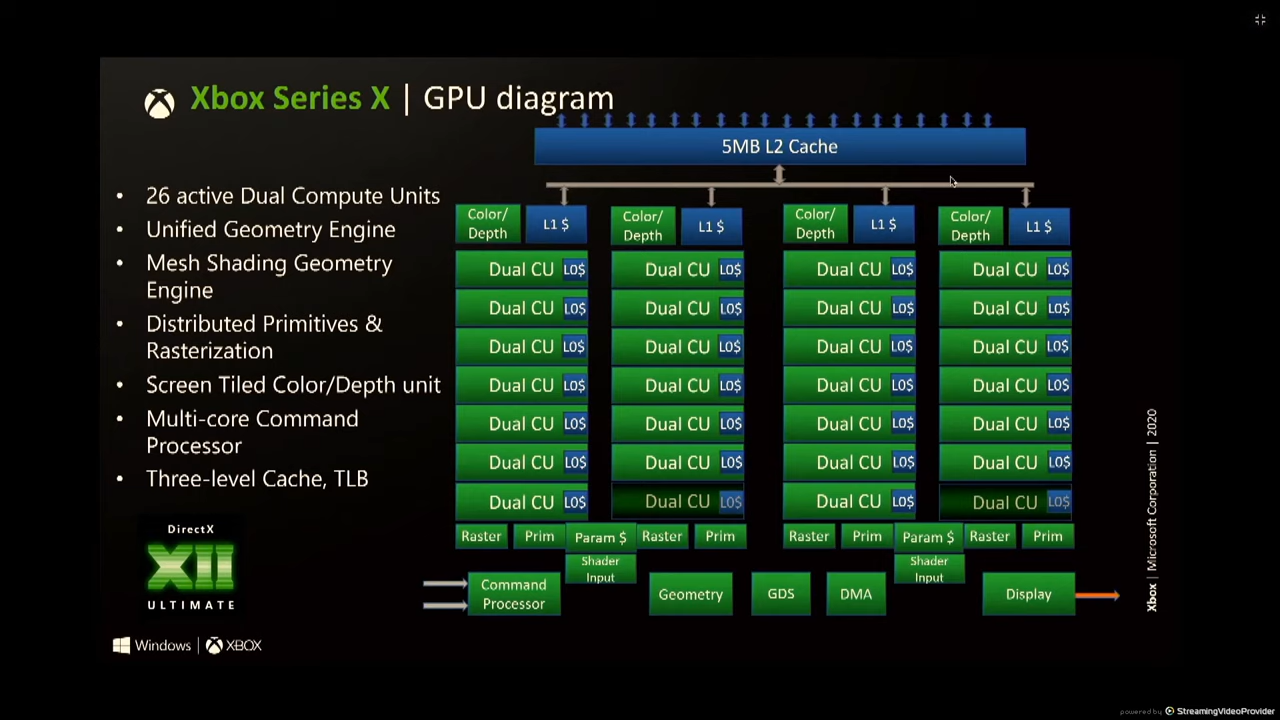 Xbox Series X | GPU diagram
5MB L2 Cache
• 26 active Dual Compute Units
• Unified Geometry Engine
• Mesh Shading Geometry
Engine
• Distributed Primitives &
Rasterization
• Screen Tiled Color/Depth unit
• Multi-core Command
Processor
• Three-level Cache, TLB
Color/
Depth
L1 $
Color/
Depth
L1 $
Color/
Depth
L1 $
Color/
Depth
L1 $
Dual CU L0$ Dual CU L0$ Dual CU L0$ Dual CU L0$
Dual CU L0$ Dual CU L0$ Dual CU L0$ Dual CU L0$
Dual CU L0$ Dual CU L0$ Dual CU L0$ Dual CU L0$
Dual CU L0$ Dual CU L0$ Dual CU L0$ Dual CU L0$
Dual CU L0$ Dual CU L0$ Dual CU L0$ Dual CU L0$
Dual CU L0$ Dual CU L0$ Dual CU L0$ Dual CU L0$
Dual CU L0$ Dual CU L0$ Dual CU L0$ Dual CU L0$
Raster Prim Param $ Raster Prim Raster Prim Param $ Raster Prim
Shader
Input
Shader
Input
Command
Processor
Geometry
GDS
DMA
Display
DirectX
XII
ULTIMATE
Windows | XBOX
Xbox | Microsoft Corporation | 2020
powered by StreamingVideoProvider